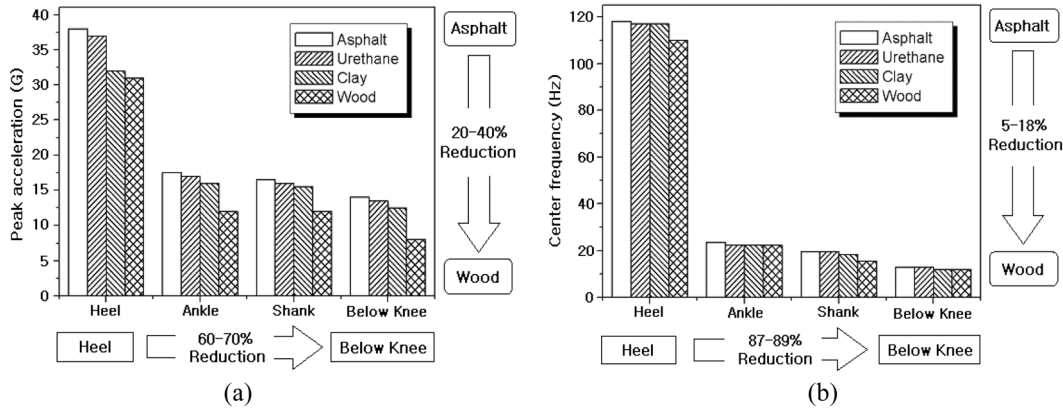 40
35
30
25
20
15
10
5
0
Peak acceleration (G)
Asphalt
Urethane
Clay
Wood
Heel
Ankle
Shank
Below Knee
Asphalt
20-40%
Reduction
Wood
Heel
60-70%
Reduction
Below Knee
(a)
120
100
80
60
40
20
0
Center frequency (Hz)
Asphalt
Urethane
Clay
Wood
Heel
Ankle
Shank
Below Knee
Asphalt
5-18%
Reduction
Wood
Heel
87-89%
Reduction
Below Knee
(b)